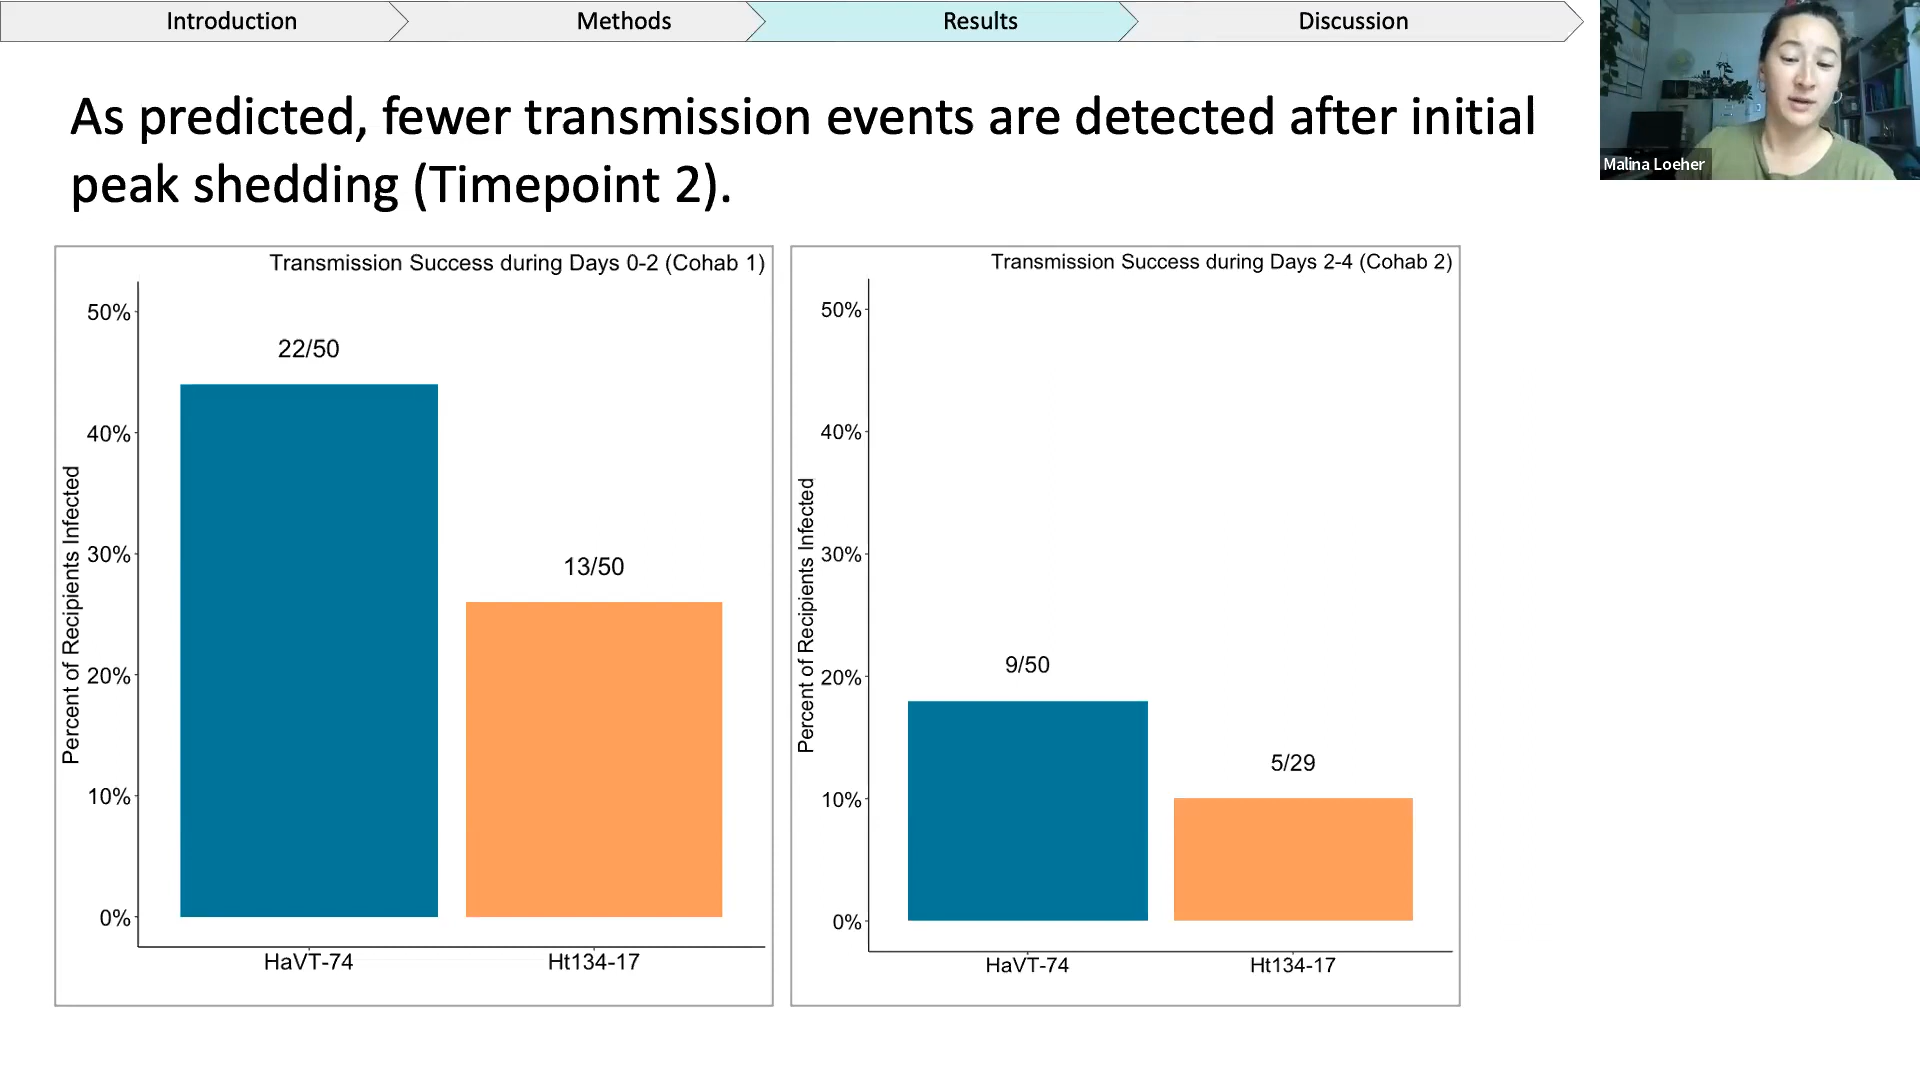 Introduction
Methods
Results
Discussion
Malina Loeher
As predicted, fewer transmission events are detected after initial
peak shedding (Timepoint 2).
Transmission Success during Days 0-2 (Cohab 1)
Percent of Recipients Infected
50%
40%
30%
20%
10%
0%
22/50
13/50
HaVT-74
Ht134-17
Transmission Success during Days 2-4 (Cohab 2)
Percent of Recipients Infected
50%
40%
30%
20%
10%
0%
9/50
5/29
HaVT-74
Ht134-17